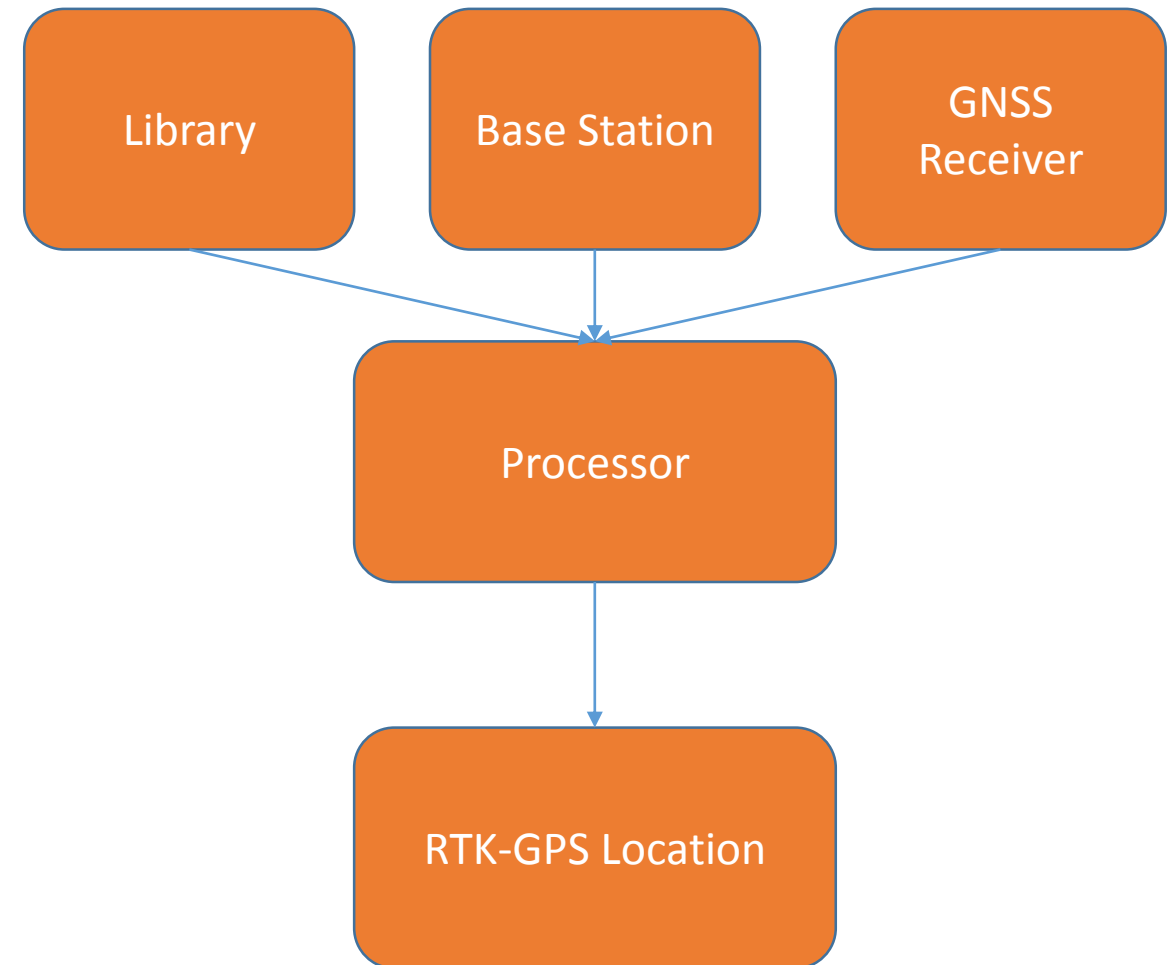 Library
Base Station
GNSS
Receiver
Processor
RTK-GPS Location